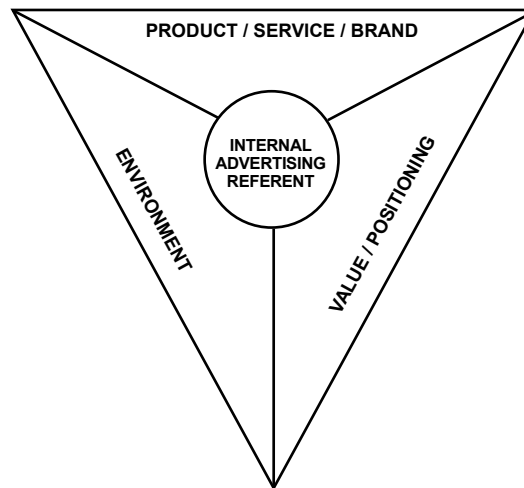 PRODUCT / SERVICE / BRAND
INTERNAL
ADVERTISING
REFERENT
ENVIRONMENT
VALUE / POSITIONING